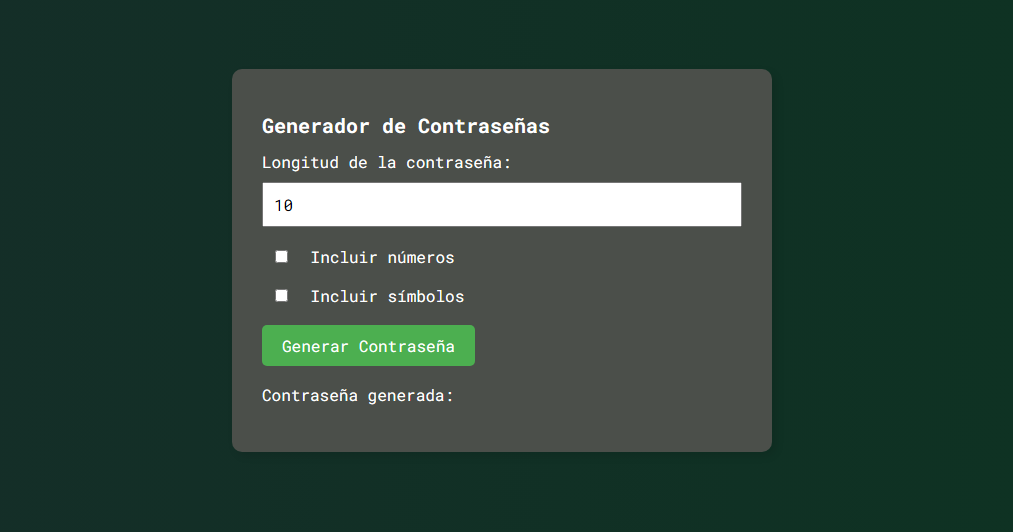 Generador de Contraseñas
Longitud de la contraseña:
10
Incluir números
Incluir símbolos
Generar Contraseña
Contraseña generada: